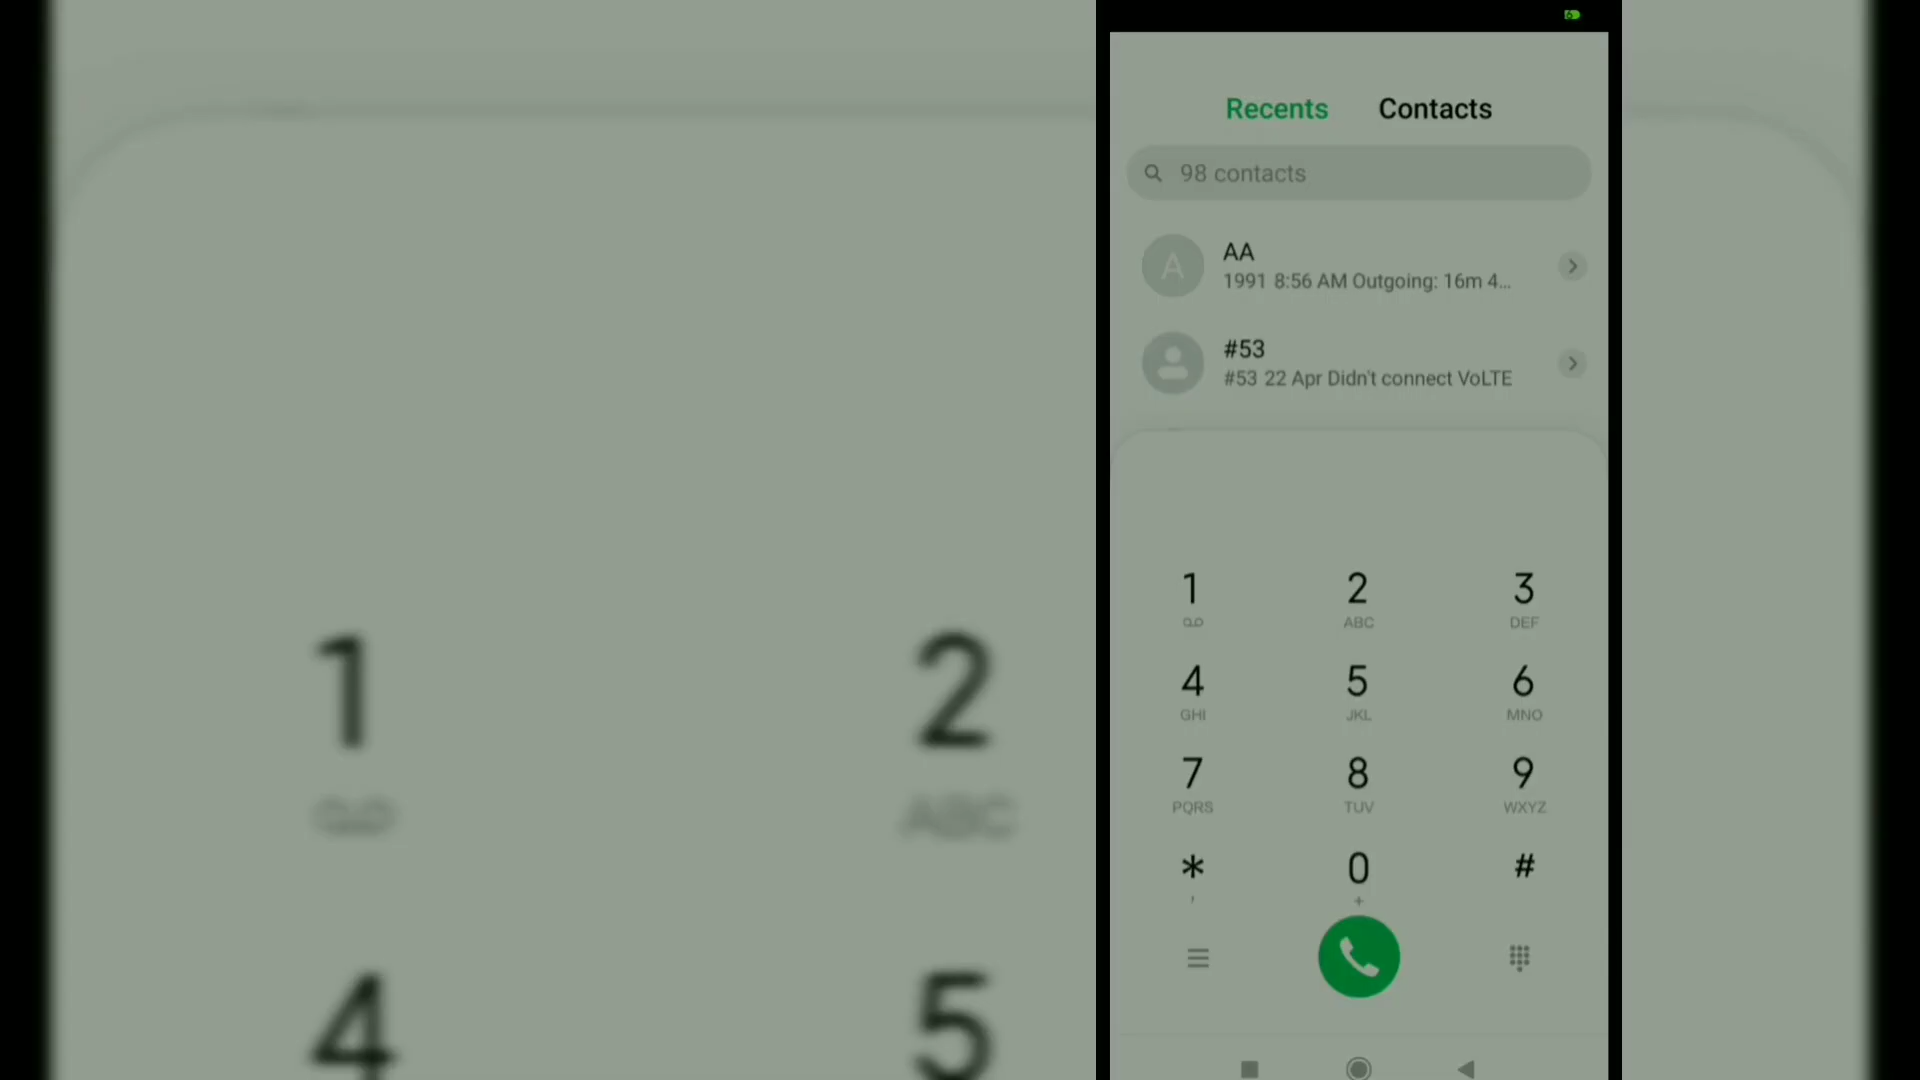 Recents Contacts
98 contacts
A AA
1991 8:56 AM Outgoing: 16m 4...
#53
#53 22 Apr Didn't connect VoLTE
1 2 3
ABC DEF
4 5 6
GHI JKL MNO
7 8 9
PQRS TUV WXYZ
* 0 #
, +
1 2
ABC
4 5